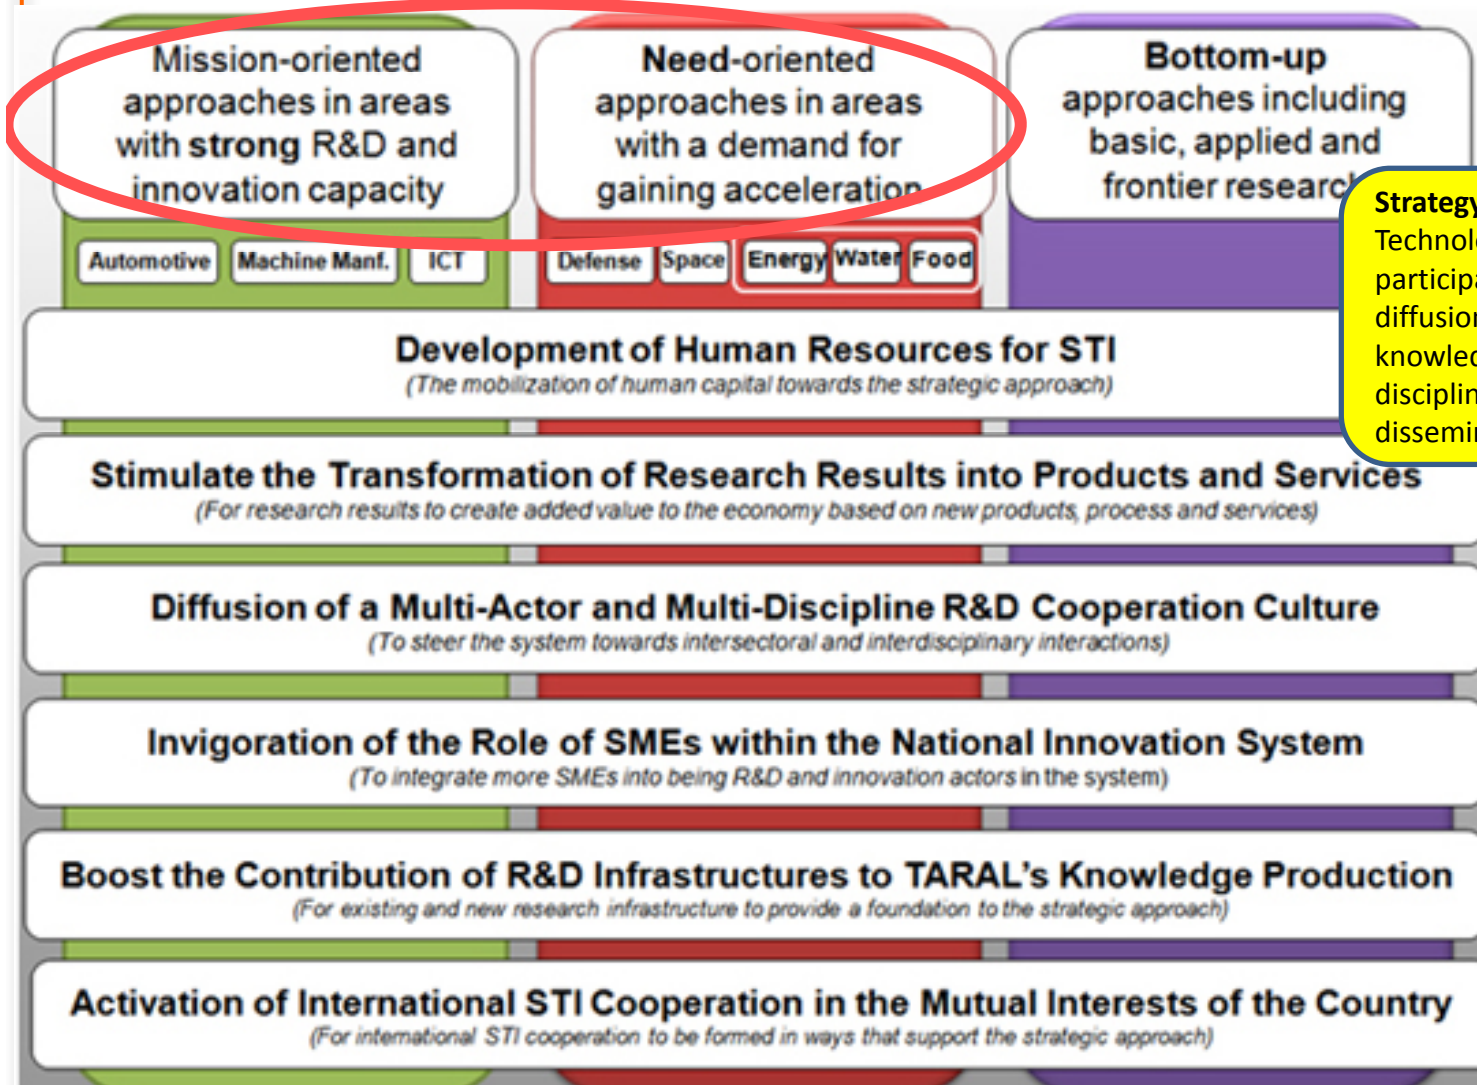 Mission-oriented
approaches in areas
with strong R&D and
innovation capacity
Need-oriented
approaches in areas
with a demand for
gaining acceleration
Bottom-up
approaches including
basic, applied and
frontier research
Automotive
Machine Manf.
ICT
Defense
Space
Energy
Water
Food
Strategy
Development of Human Resources for STI
(The mobilization of human capital towards the strategic approach)
Stimulate the Transformation of Research Results into Products and Services
(For research results to create added value to the economy based on new products, process and services)
Diffusion of a Multi-Actor and Multi-Discipline R&D Cooperation Culture
(To steer the system towards intersectoral and interdisciplinary interactions)
Invigoration of the Role of SMEs within the National Innovation System
(To integrate more SMEs into being R&D and innovation actors in the system)
Boost the Contribution of R&D Infrastructures to TARAL's Knowledge Production
(For existing and new research infrastructure to provide a foundation to the strategic approach)
Activation of International STI Cooperation in the Mutual Interests of the Country
(For international STI cooperation to be formed in ways that support the strategic approach)